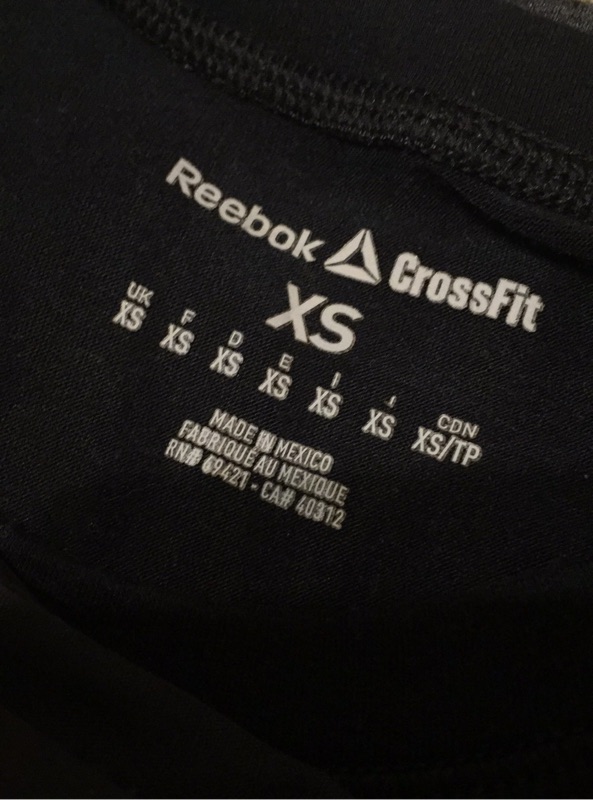 Reebok CrossFit
XS
UK F D E I J CDN
XS XS XS XS XS XS XS/TP
MADE IN MEXICO
FABRIQUE AU MEXIQUE
RN# 69421 - CA# 40312